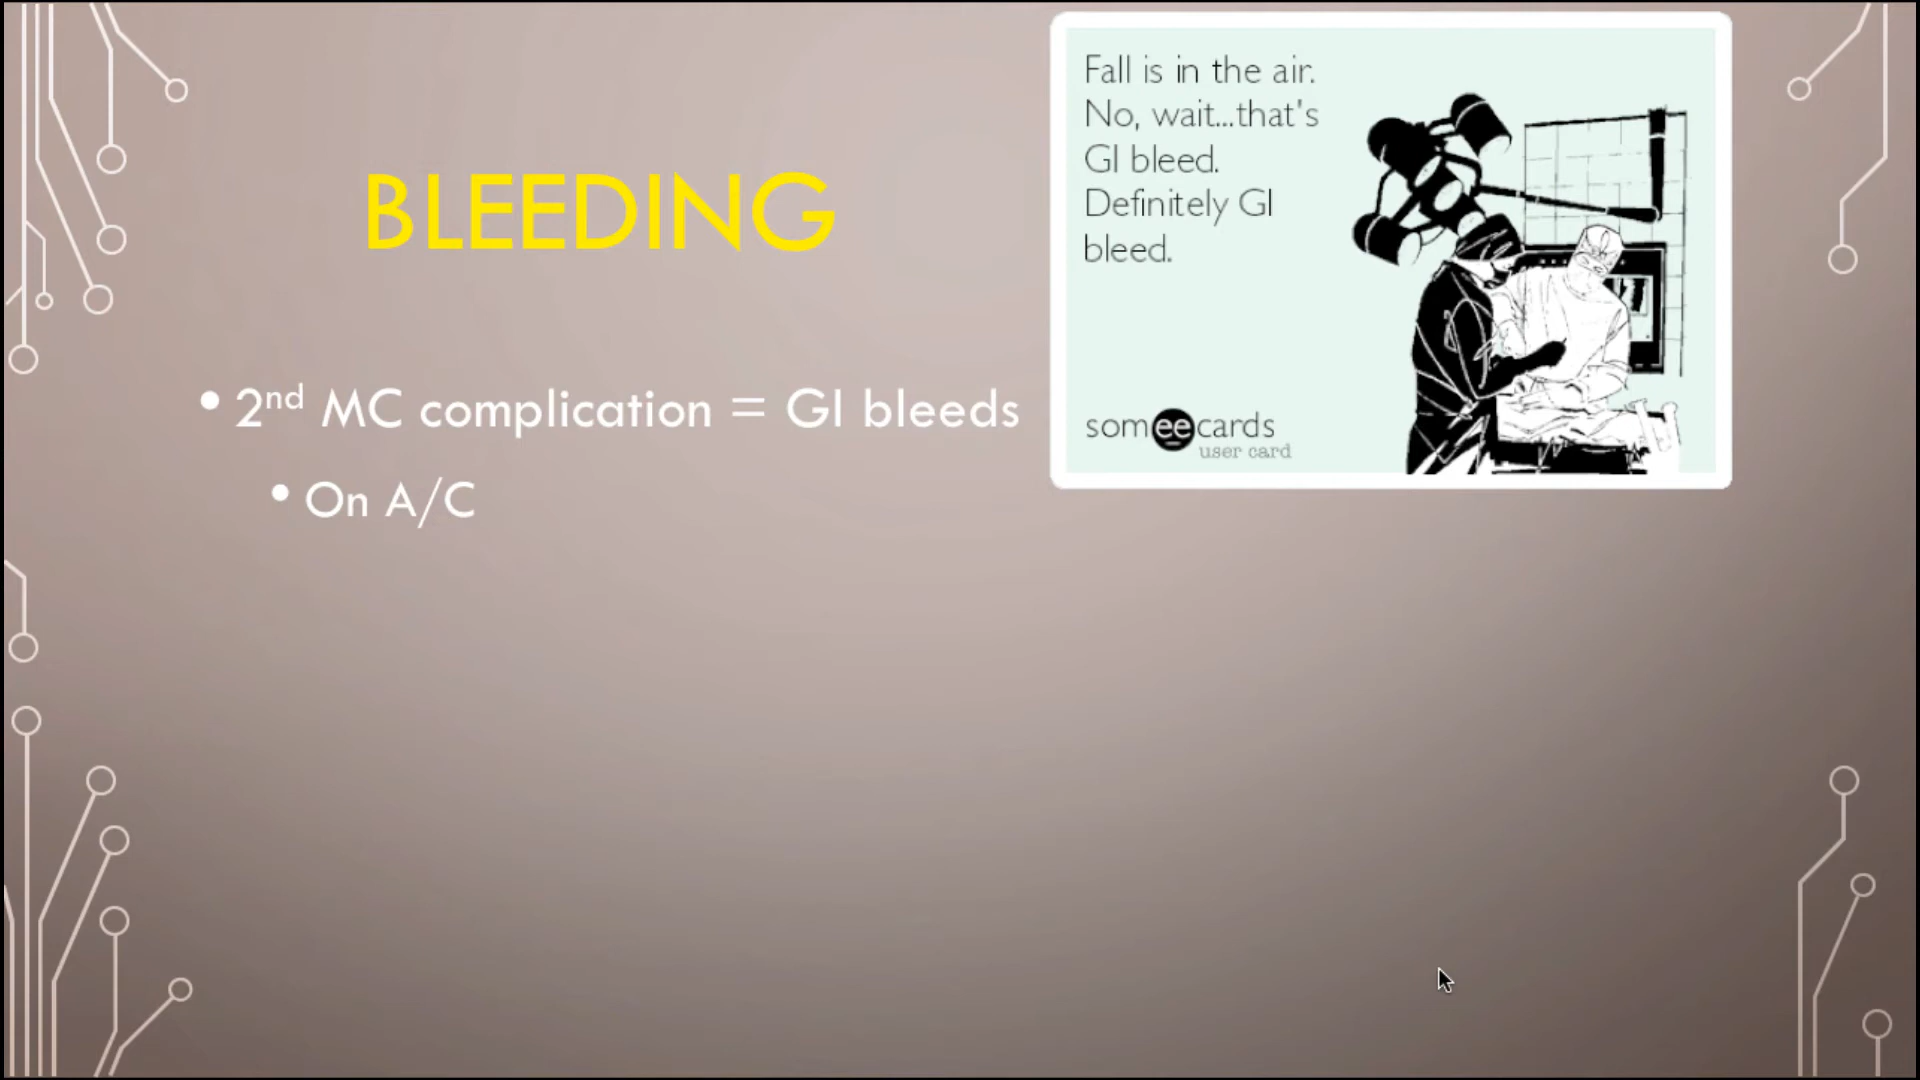 BLEEDING
• 2nd MC complication = GI bleeds
• On A/C
Fall is in the air.
No, wait...that's
GI bleed.
Definitely GI
bleed.
someecards
user card